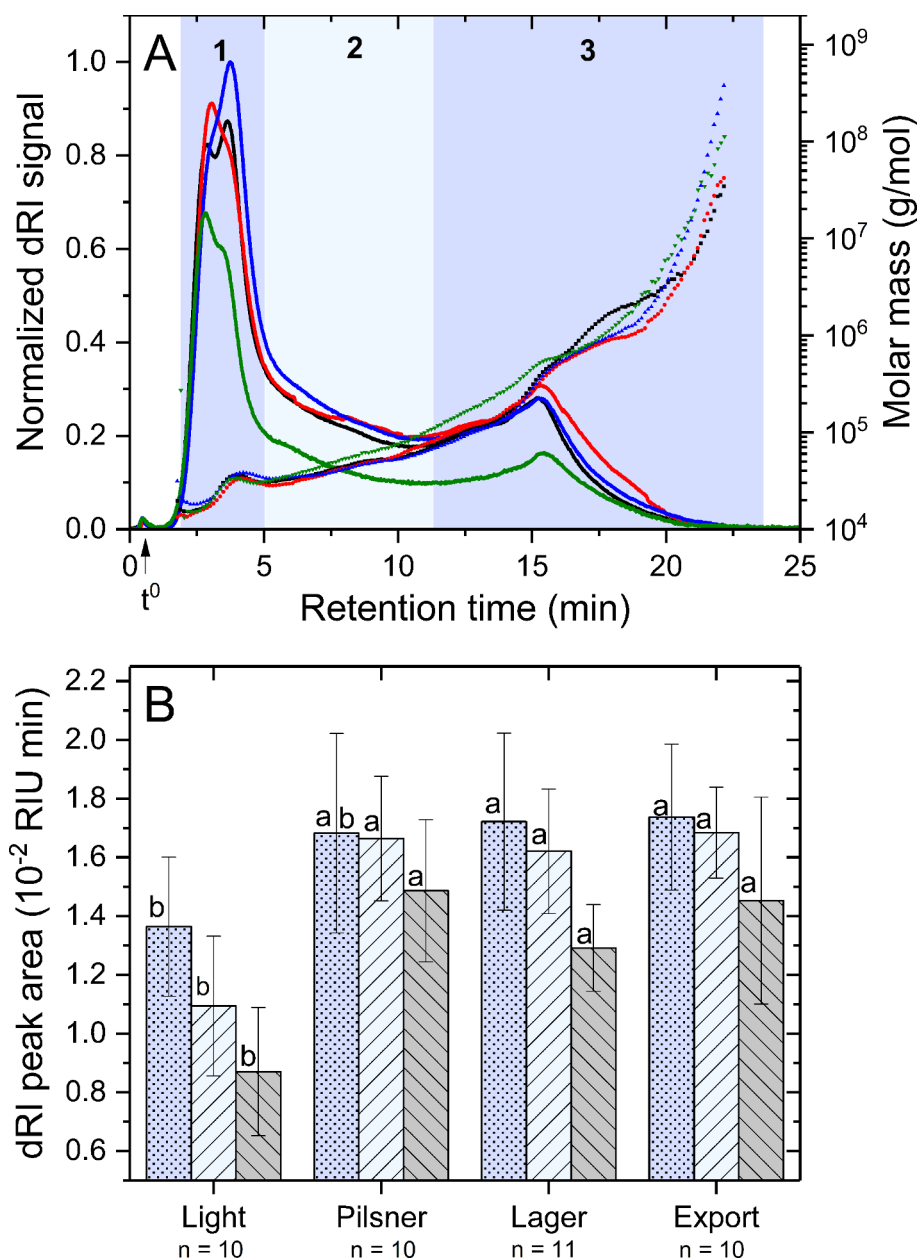 A
1
2
3
Normalized dRI signal
1.0
0.8
0.6
0.4
0.2
0.0
10⁹
10⁸
10⁷
10⁶
10⁵
10⁴
Molar mass (g/mol)
0 5 10 15 20 25
t⁰
Retention time (min)
B
dRI peak area (10⁻² RIU min)
2.2
2.0
1.8
1.6
1.4
1.2
1.0
0.8
0.6
b b b
a b a a
a a a
a a a
Light Pilsner Lager Export
n = 10 n = 10 n = 11 n = 10